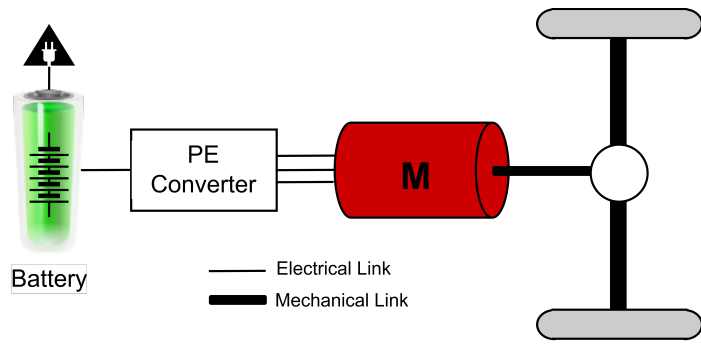 PE
Converter
M
Battery
Electrical Link
Mechanical Link